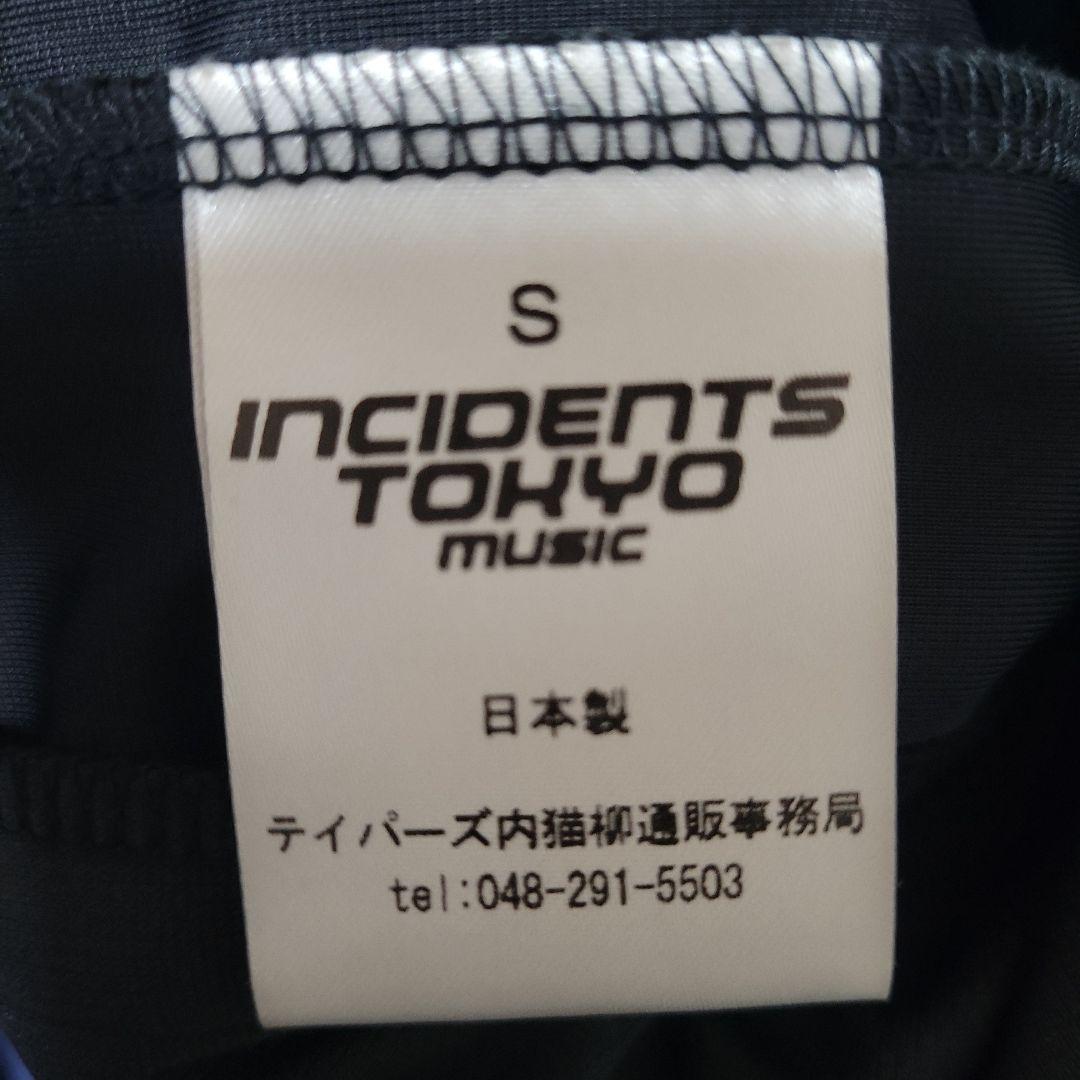 S
INCIDENTS
TOKYO
MUSIC
日本製
テイパーズ内猫柳通販事務局
tel:048-291-5503